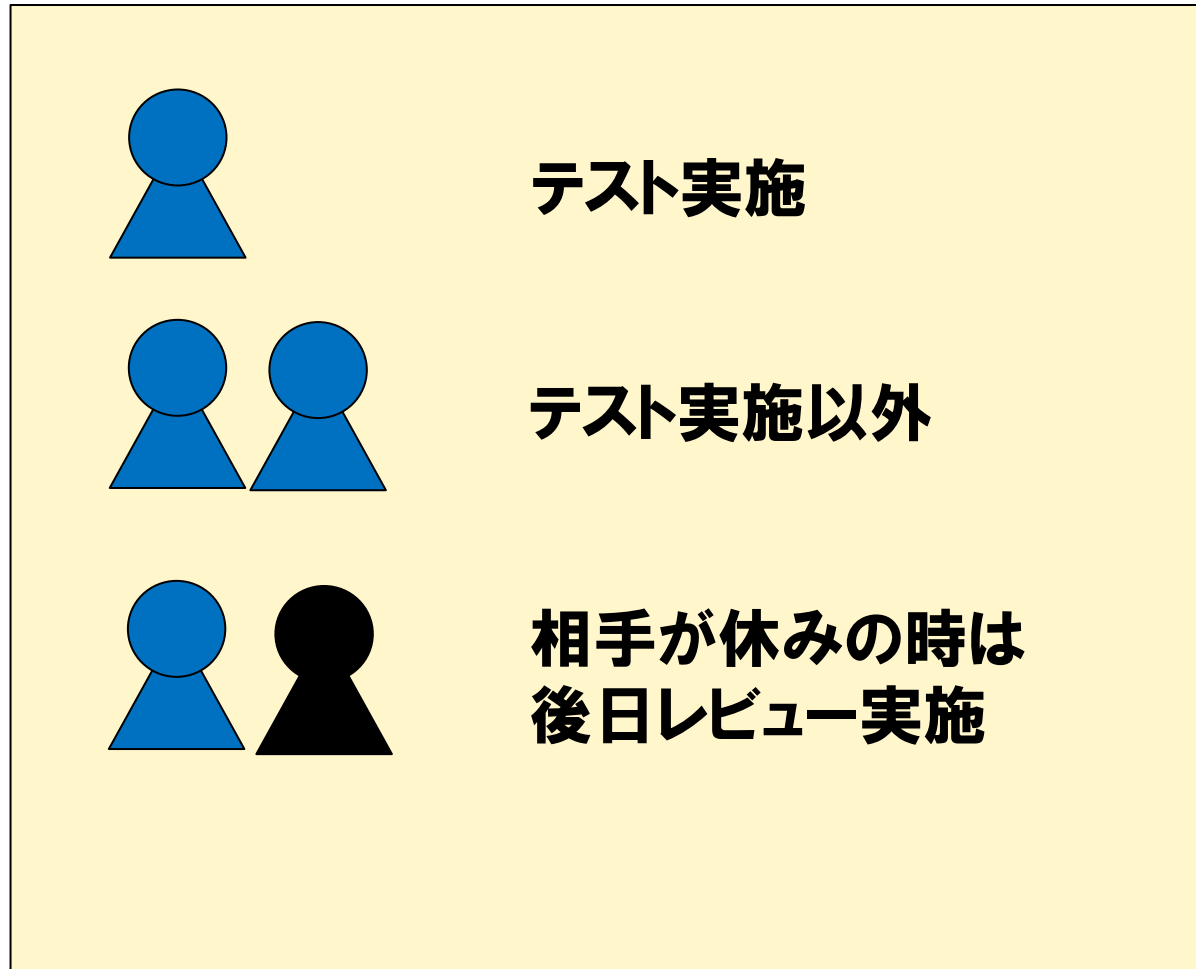 テスト実施
テスト実施以外
相手が休みの時は
後日レビュー実施